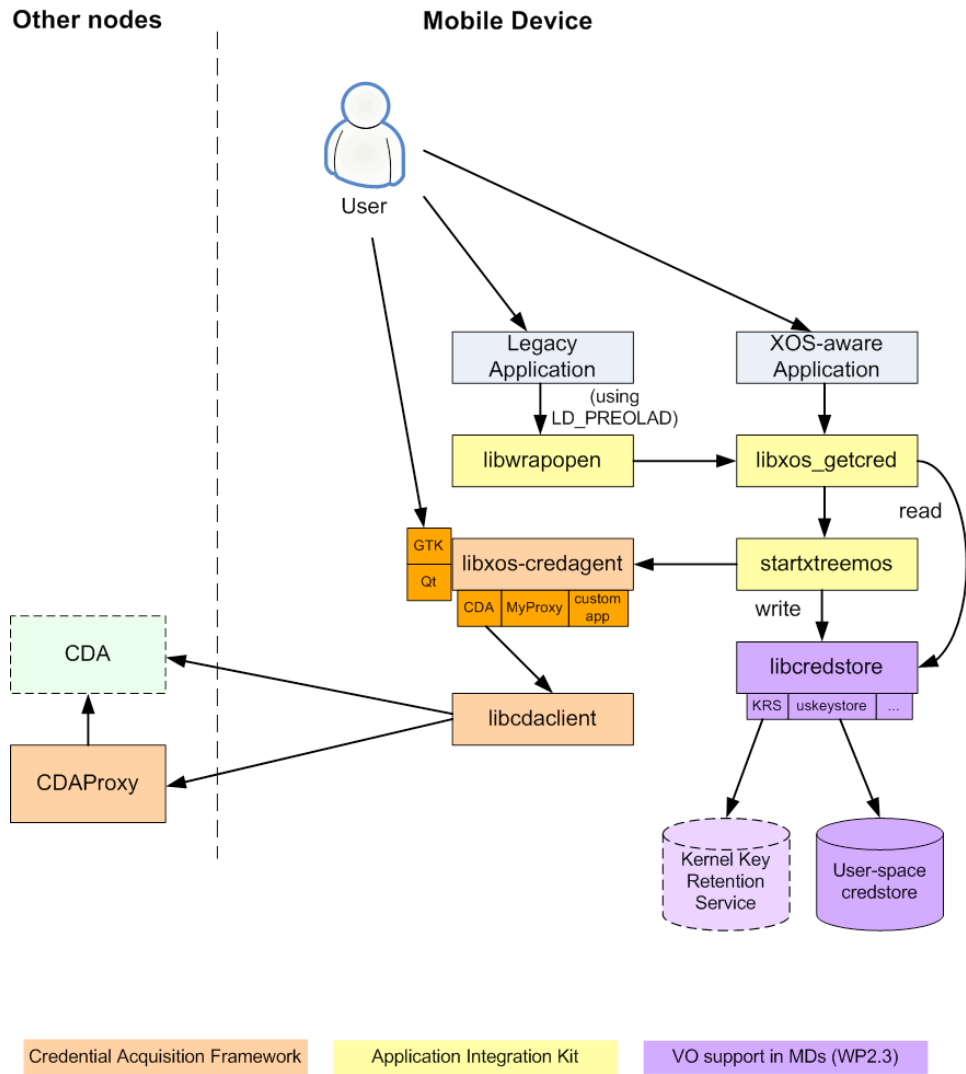 Other nodes
Mobile Device
User
Legacy
Application
XOS-aware
Application
(using
LD_PREOLAD)
libwrapopen
libxos_getcred
read
GTK
Qt
libxos-credagent
startxtreemos
CDA
MyProxy
custom
app
write
CDA
libcredstore
KRS
uskeystore
...
libcdaclient
CDAProxy
Kernel Key
Retention
Service
User-space
credstore
Credential Acquisition Framework
Application Integration Kit
VO support in MDs (WP2.3)